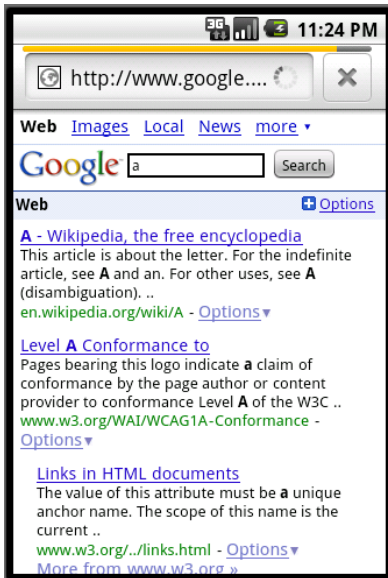 3G 11:24 PM
http://www.google....
Web Images Local News more
Google a Search
Web Options
A - Wikipedia, the free encyclopedia
This article is about the letter. For the indefinite
article, see A and an. For other uses, see A
(disambiguation). ..
en.wikipedia.org/wiki/A - Options
Level A Conformance to
Pages bearing this logo indicate a claim of
conformance by the page author or content
provider to conformance Level A of the W3C ..
www.w3.org/WAI/WCAG1A-Conformance -
Options
Links in HTML documents
The value of this attribute must be a unique
anchor name. The scope of this name is the
current ..
www.w3.org/../links.html - Options
More from www.w3.org »